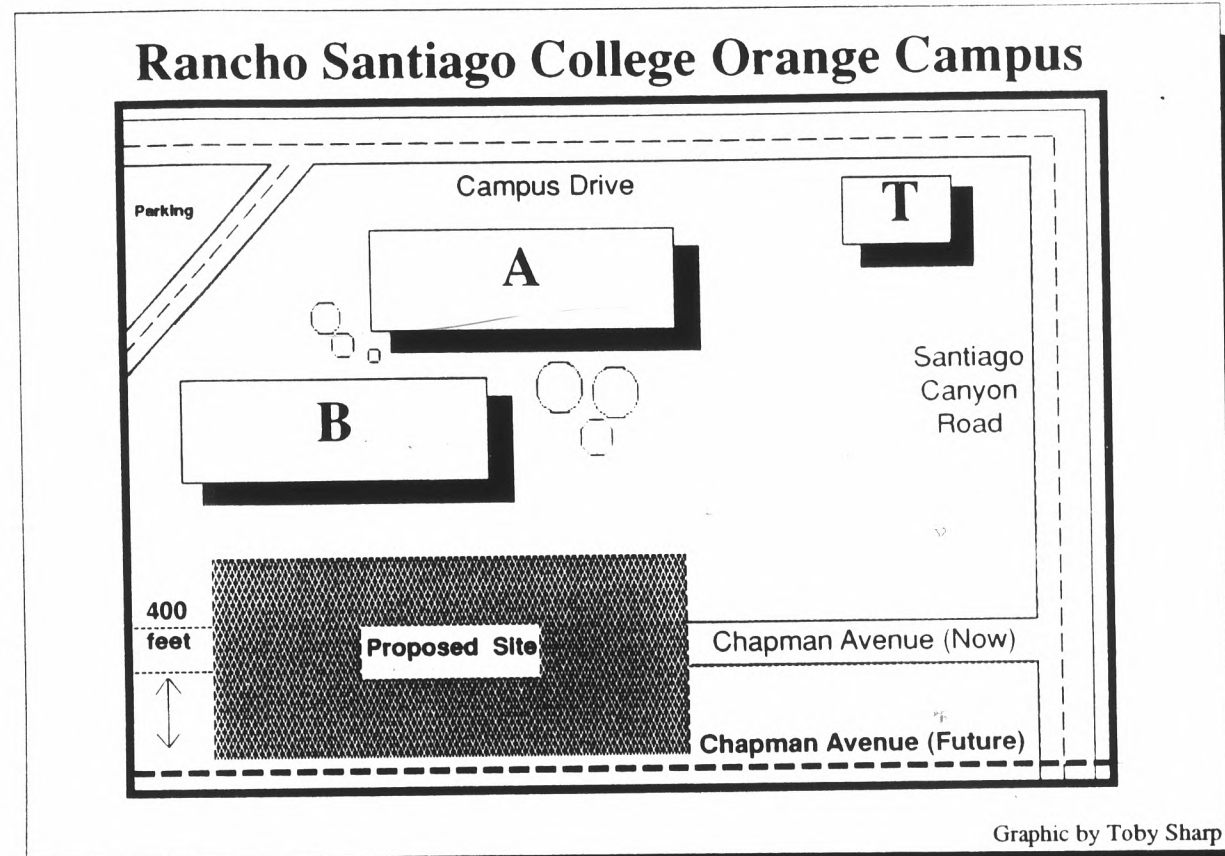 Rancho Santiago College Orange Campus
Campus Drive
T
Parking
A
Santiago
Canyon
Road
B
400
feet
Proposed Site
Chapman Avenue (Now)
Chapman Avenue (Future)
Graphic by Toby Sharp